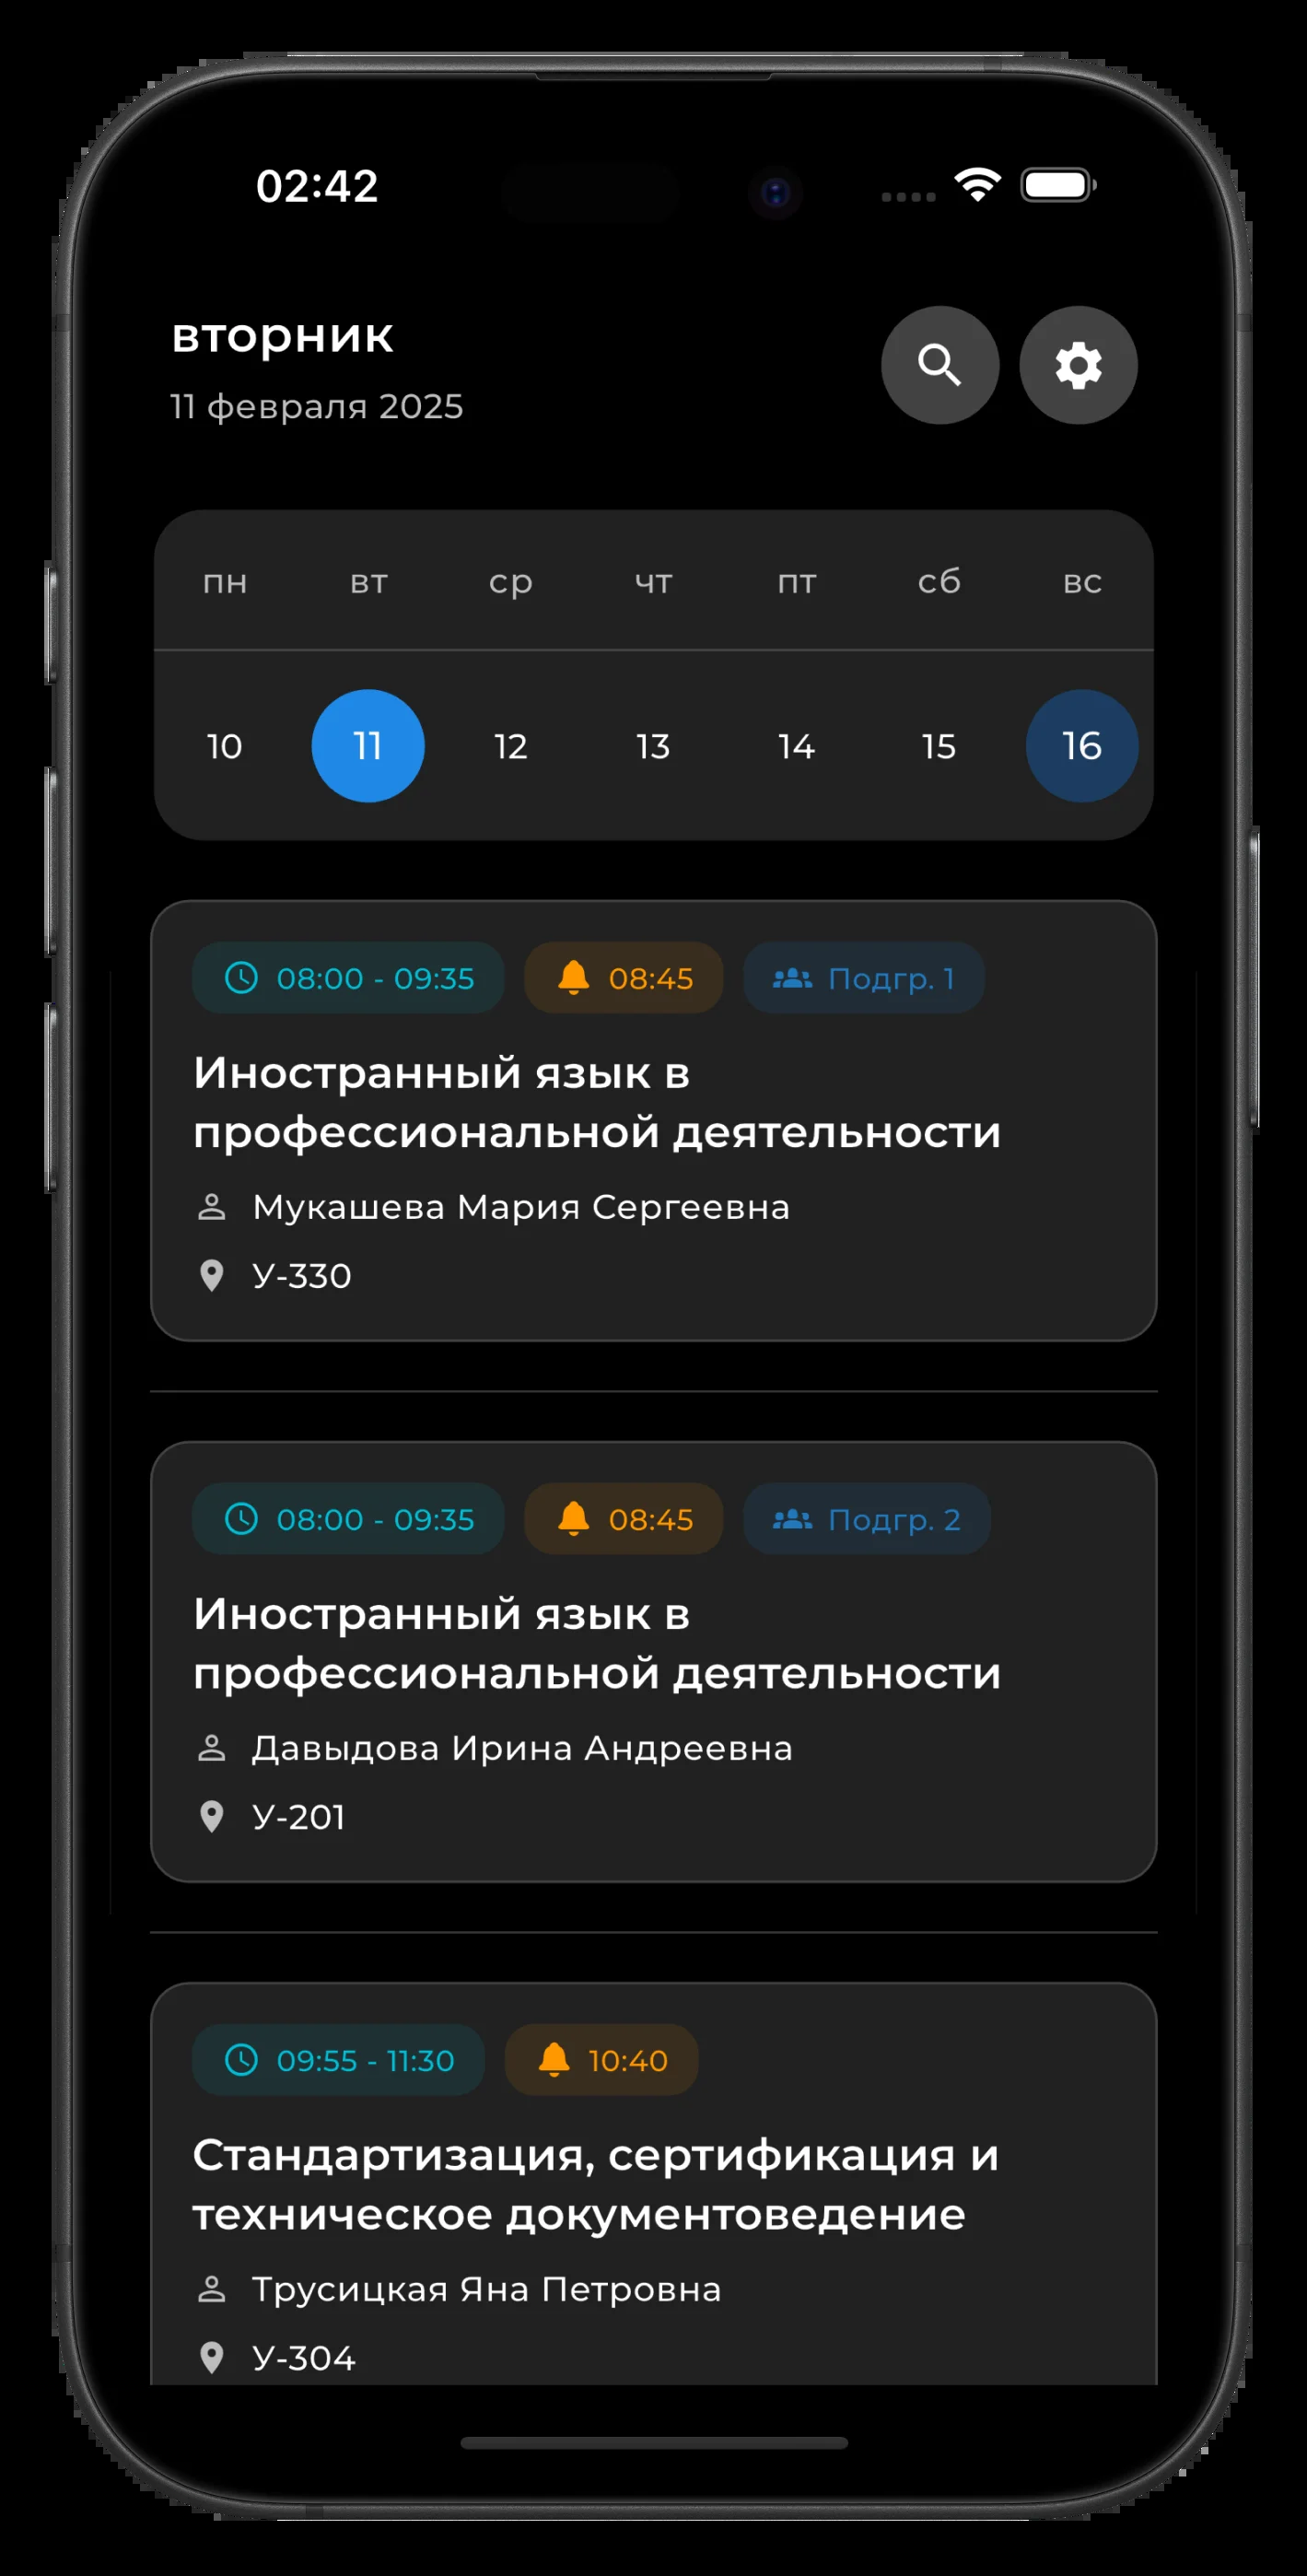 02:42
вторник
11 февраля 2025
пн вт ср чт пт сб вс
10 11 12 13 14 15 16
08:00 - 09:35 08:45 Подгр. 1
Иностранный язык в
профессиональной деятельности
Мукашева Мария Сергеевна
У-330
08:00 - 09:35 08:45 Подгр. 2
Иностранный язык в
профессиональной деятельности
Давыдова Ирина Андреевна
У-201
09:55 - 11:30 10:40
Стандартизация, сертификация и
техническое документоведение
Трусицкая Яна Петровна
У-304